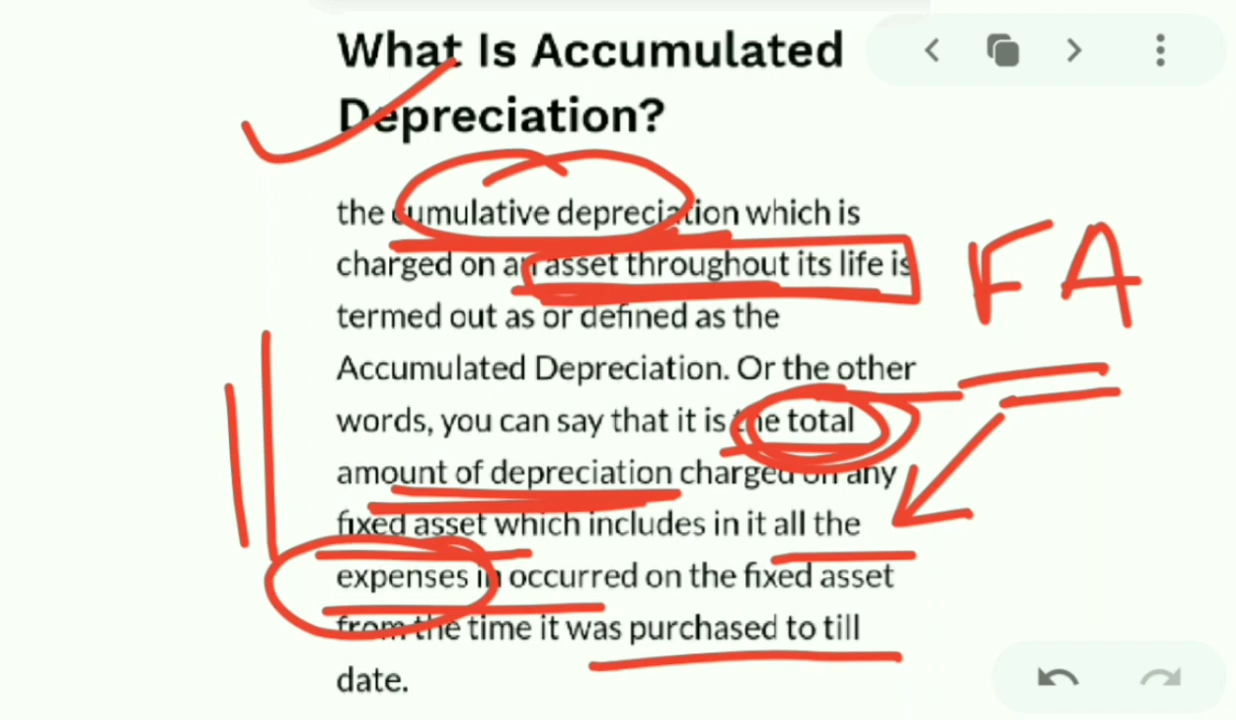 What Is Accumulated
Depreciation?
the cumulative depreciation which is
charged on an asset throughout its life is
FA
termed out as or defined as the
Accumulated Depreciation. Or the other
words, you can say that it is the total
amount of depreciation charged on any
fixed asset which includes in it all the
expenses in occurred on the fixed asset
from the time it was purchased to till
date.